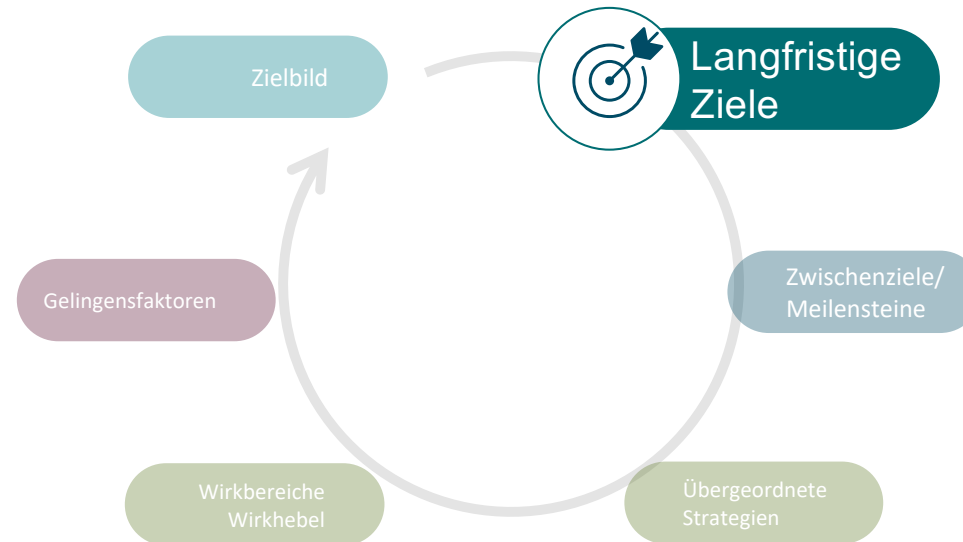 Zielbild
Langfristige
Ziele
Gelingensfaktoren
Zwischenziele/
Meilensteine
Wirkbereiche
Wirkhebel
Übergeordnete
Strategien